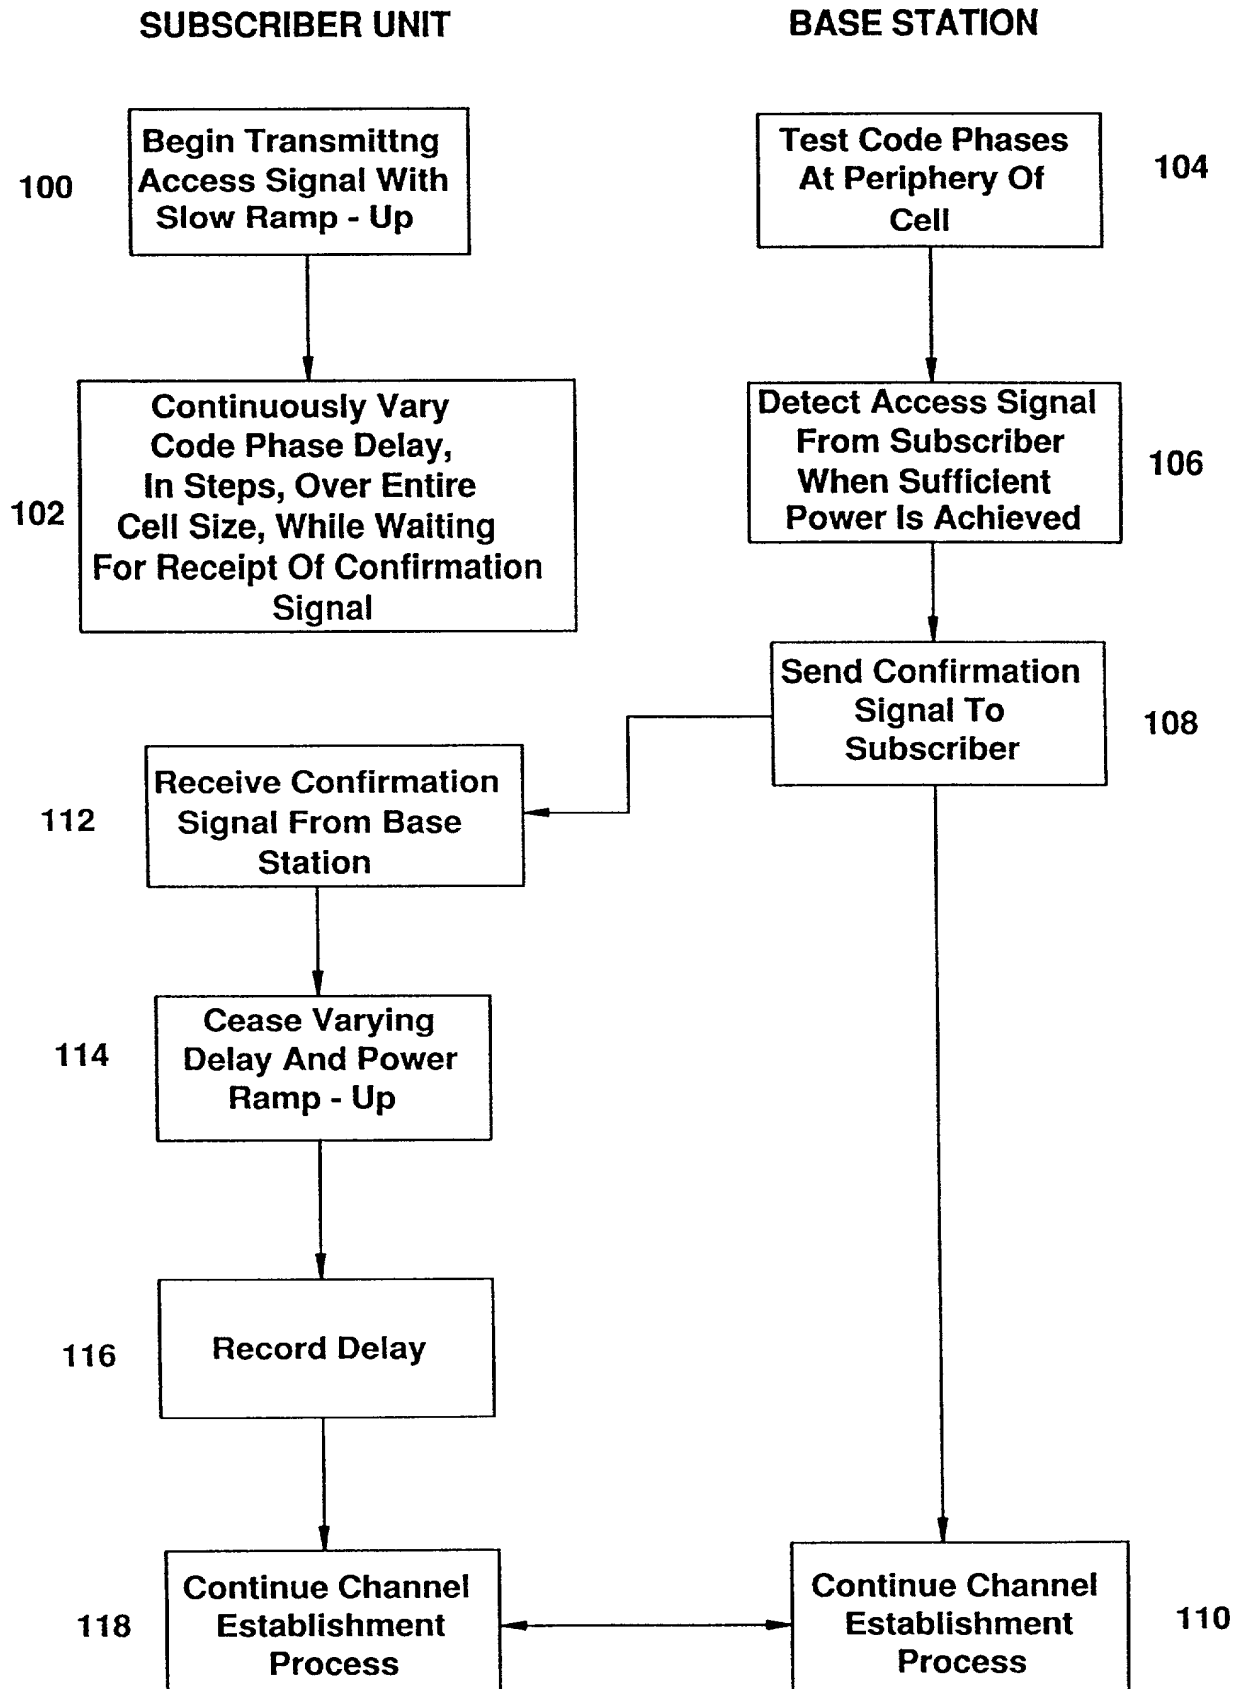 SUBSCRIBER UNIT
BASE STATION
100
Begin Transmittng
Access Signal With
Slow Ramp - Up
Test Code Phases
At Periphery Of
Cell
104
102
Continuously Vary
Code Phase Delay,
In Steps, Over Entire
Cell Size, While Waiting
For Receipt Of Confirmation
Signal
Detect Access Signal
From Subscriber
When Sufficient
Power Is Achieved
106
Send Confirmation
Signal To
Subscriber
108
112
Receive Confirmation
Signal From Base
Station
114
Cease Varying
Delay And Power
Ramp - Up
116
Record Delay
118
Continue Channel
Establishment
Process
Continue Channel
Establishment
Process
110